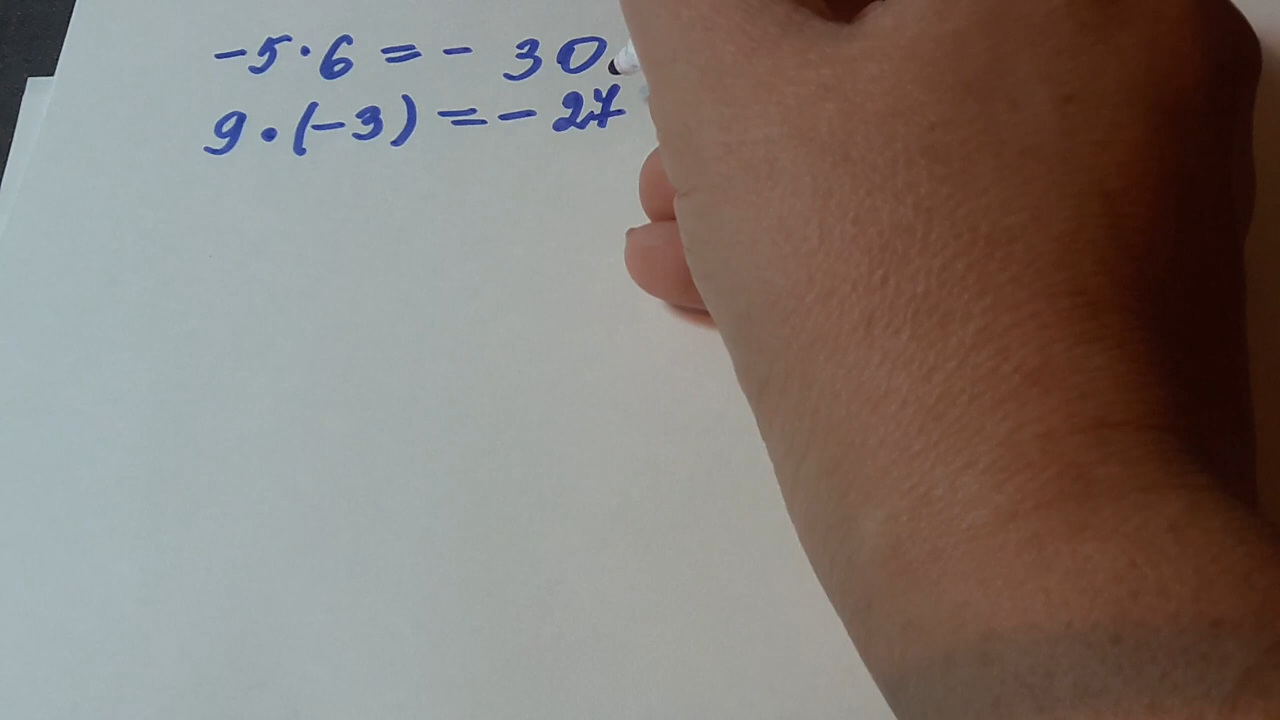 -5·6 = - 30
9·(-3) = - 27